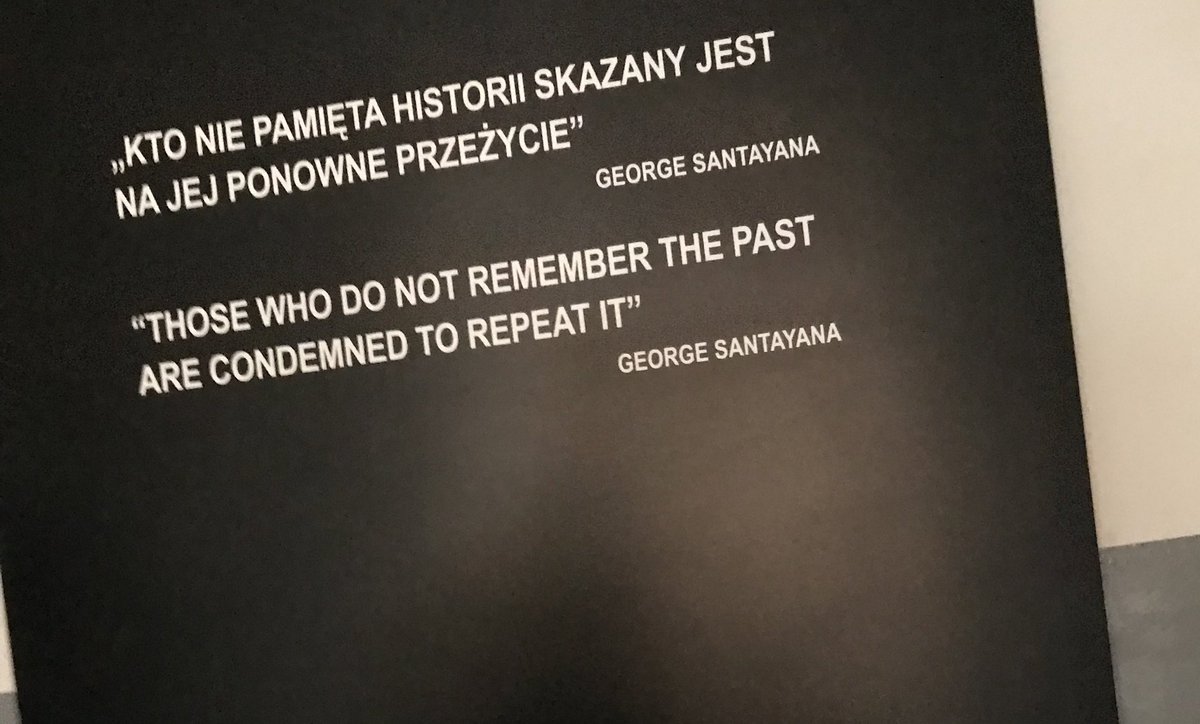 „KTO NIE PAMIĘTA HISTORII SKAZANY JEST
NA JEJ PONOWNE PRZEŻYCIE”
GEORGE SANTAYANA
“THOSE WHO DO NOT REMEMBER THE PAST
ARE CONDEMNED TO REPEAT IT”
GEORGE SANTAYANA